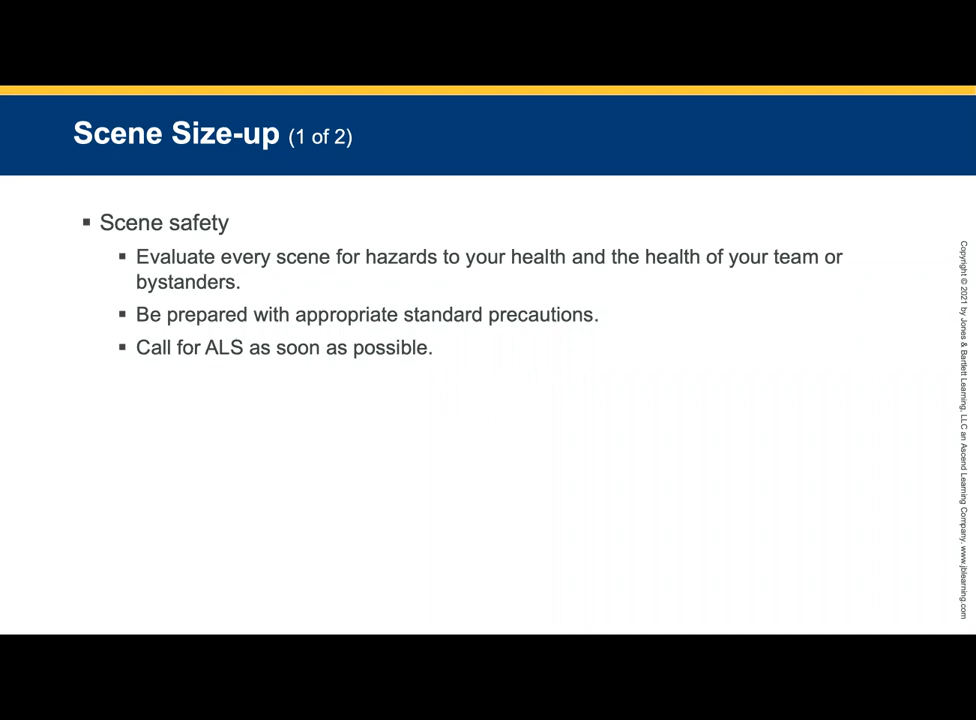 Scene Size-up (1 of 2)
▪ Scene safety
▪ Evaluate every scene for hazards to your health and the health of your team or
bystanders.
▪ Be prepared with appropriate standard precautions.
▪ Call for ALS as soon as possible.
Copyright © 2021 by Jones & Bartlett Learning, LLC an Ascend Learning Company. www.jblearning.com